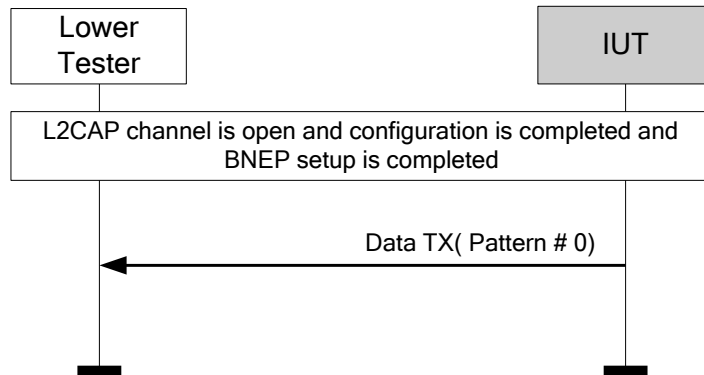 Lower
Tester
IUT
L2CAP channel is open and configuration is completed and
BNEP setup is completed
Data TX( Pattern # 0)